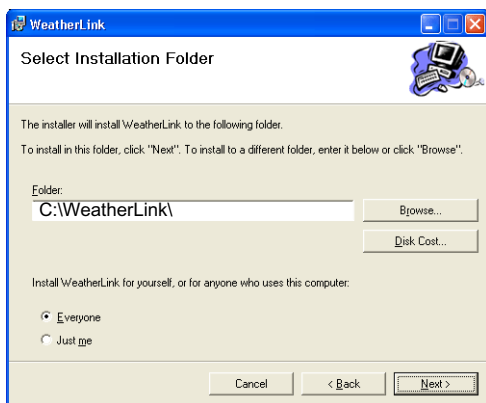 WeatherLink
Select Installation Folder
The installer will install WeatherLink to the following folder.
To install in this folder, click "Next". To install to a different folder, enter it below or click "Browse".
Folder:
C:\WeatherLink\
Browse...
Disk Cost...
Install WeatherLink for yourself, or for anyone who uses this computer:
Everyone
Just me
Cancel
< Back
Next >